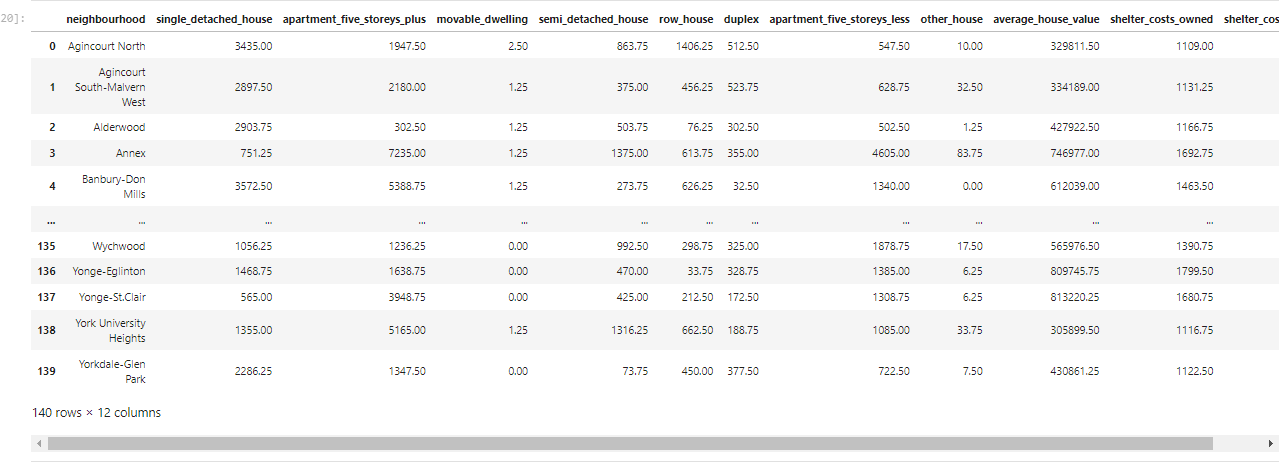 20]:
neighbourhood single_detached_house apartment_five_storeys_plus movable_dwelling semi_detached_house row_house duplex apartment_five_storeys_less other_house average_house_value shelter_costs_owned shelter_cos
0 Agincourt North 3435.00 1947.50 2.50 863.75 1406.25 512.50 547.50 10.00 329811.50 1109.00
Agincourt
1 South-Malvern 2897.50 2180.00 1.25 375.00 456.25 523.75 628.75 32.50 334189.00 1131.25
West
2 Alderwood 2903.75 302.50 1.25 503.75 76.25 302.50 502.50 1.25 427922.50 1166.75
3 Annex 751.25 7235.00 1.25 1375.00 613.75 355.00 4605.00 83.75 746977.00 1692.75
4 Banbury-Don 3572.50 5388.75 1.25 273.75 626.25 32.50 1340.00 0.00 612039.00 1463.50
Mills
... ... ... ... ... ... ... ... ... ... ... ...
135 Wychwood 1056.25 1236.25 0.00 992.50 298.75 325.00 1878.75 17.50 565976.50 1390.75
136 Yonge-Eglinton 1468.75 1638.75 0.00 470.00 33.75 328.75 1385.00 6.25 809745.75 1799.50
137 Yonge-St.Clair 565.00 3948.75 0.00 425.00 212.50 172.50 1308.75 6.25 813220.25 1680.75
138 York University 1355.00 5165.00 1.25 1316.25 662.50 188.75 1085.00 33.75 305899.50 1116.75
Heights
139 Yorkdale-Glen 2286.25 1347.50 0.00 73.75 450.00 377.50 722.50 7.50 430861.25 1122.50
Park
140 rows × 12 columns